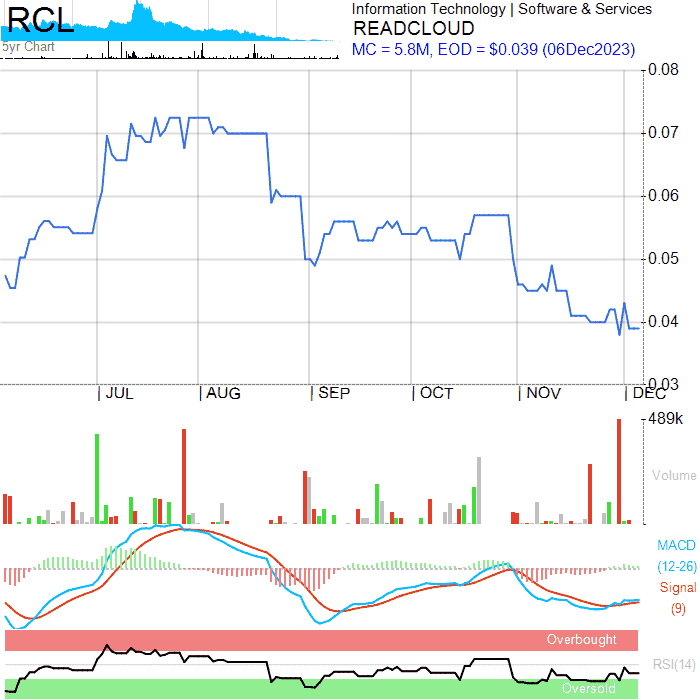 RCL
5yr Chart
Information Technology | Software & Services
READCLOUD
MC = 5.8M, EOD = $0.039 (06Dec2023)
0.08
0.07
0.06
0.05
0.04
0.03
| JUL | AUG | SEP | OCT | NOV | DEC
489k
Volume
MACD
(12-26)
Signal
(9)
Overbought
RSI(14)
Oversold